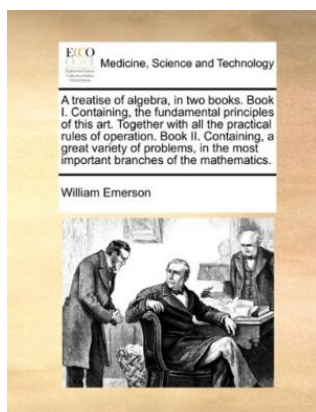 ECCO
Medicine, Science and Technology
A treatise of algebra, in two books. Book
I. Containing, the fundamental principles
of this art. Together with all the practical
rules of operation. Book II. Containing, a
great variety of problems, in the most
important branches of the mathematics.
William Emerson